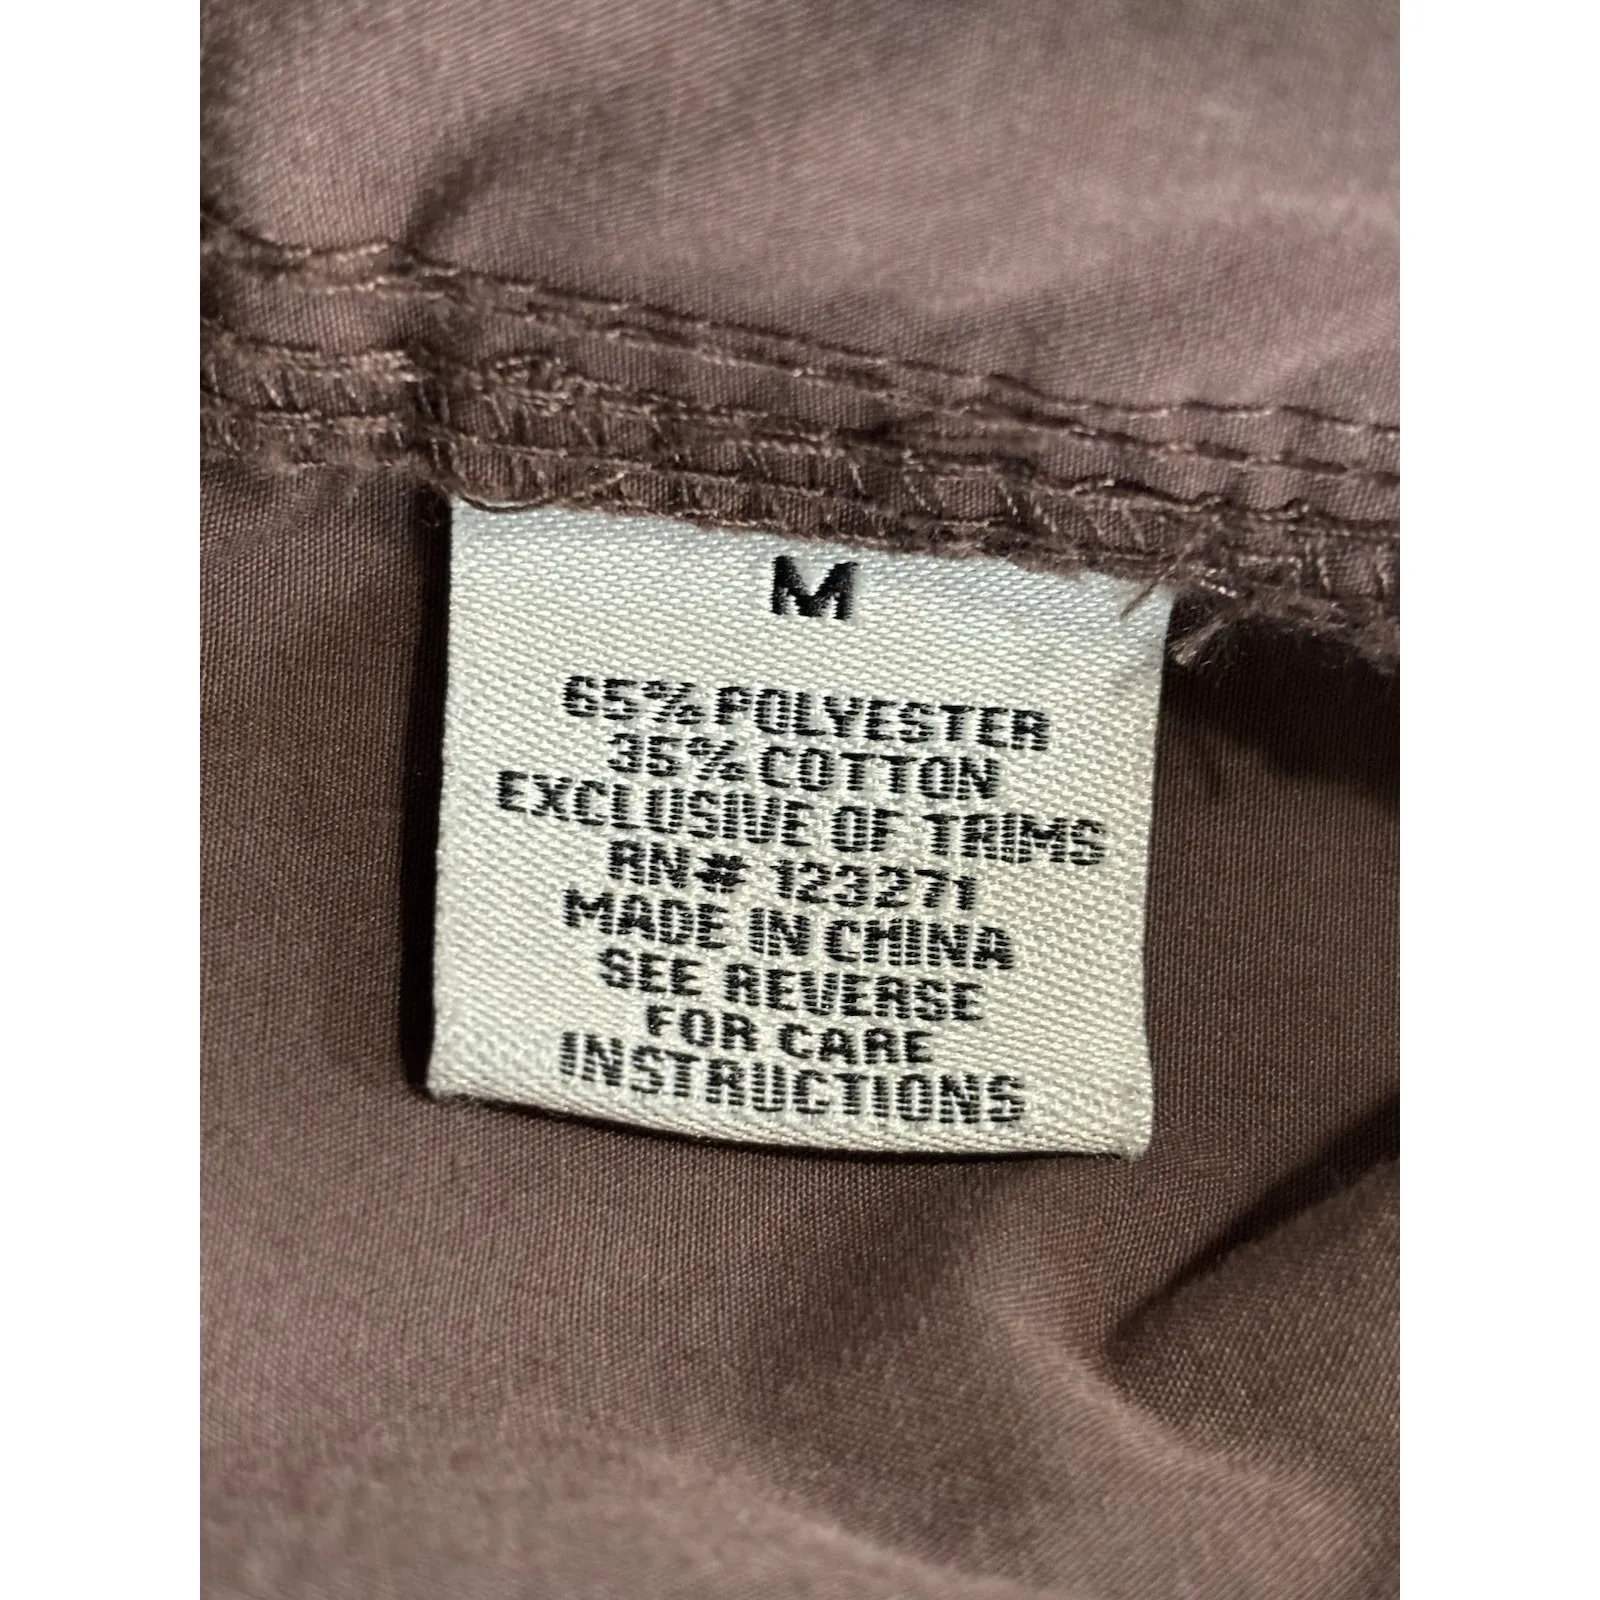 M
65% POLYESTER
35% COTTON
EXCLUSIVE OF TRIMS
RN# 123271
MADE IN CHINA
SEE REVERSE
FOR CARE
INSTRUCTIONS